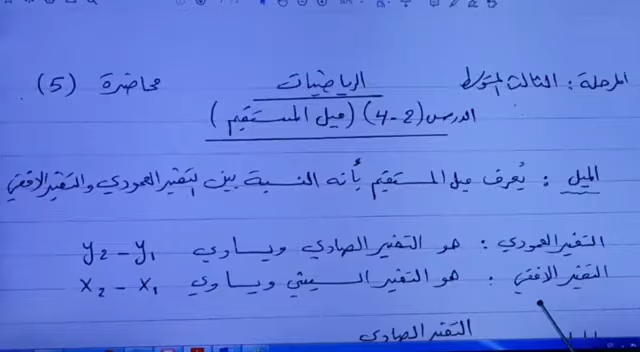 المرحلة : الثالث المتوسط الرياضيات محاضرة (5)
الدرس (2-4) (ميل المستقيم)
الميل : يُعرف ميل المستقيم بأنه النسبة بين التغير العمودي والتغير الافقي
التغير العمودي : هو التغير الصادي ويساوي y₂ - y₁
التغير الافقي : هو التغير السيني ويساوي x₂ - x₁
التغير الصادي